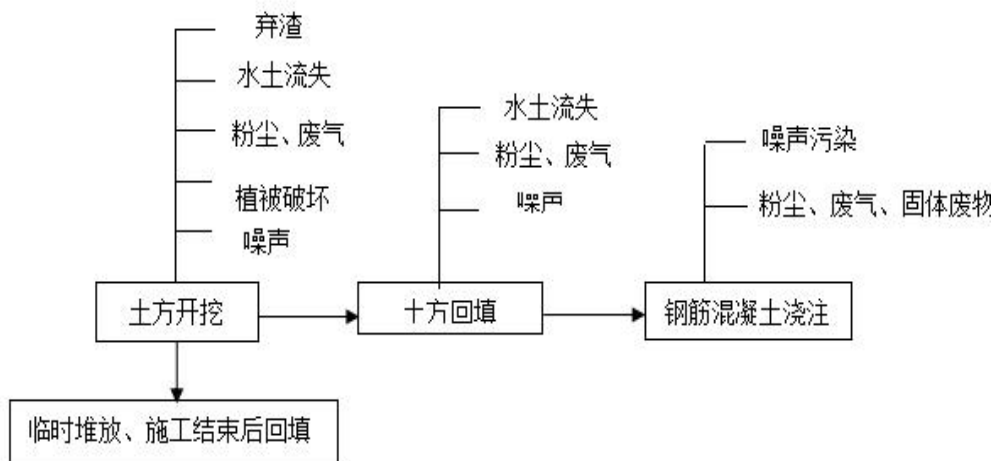 弃渣
水土流失
粉尘、废气
植被破坏
噪声
水土流失
粉尘、废气
噪声
噪声污染
粉尘、废气、固体废物
土方开挖
十方回填
钢筋混凝土浇注
临时堆放、施工结束后回填